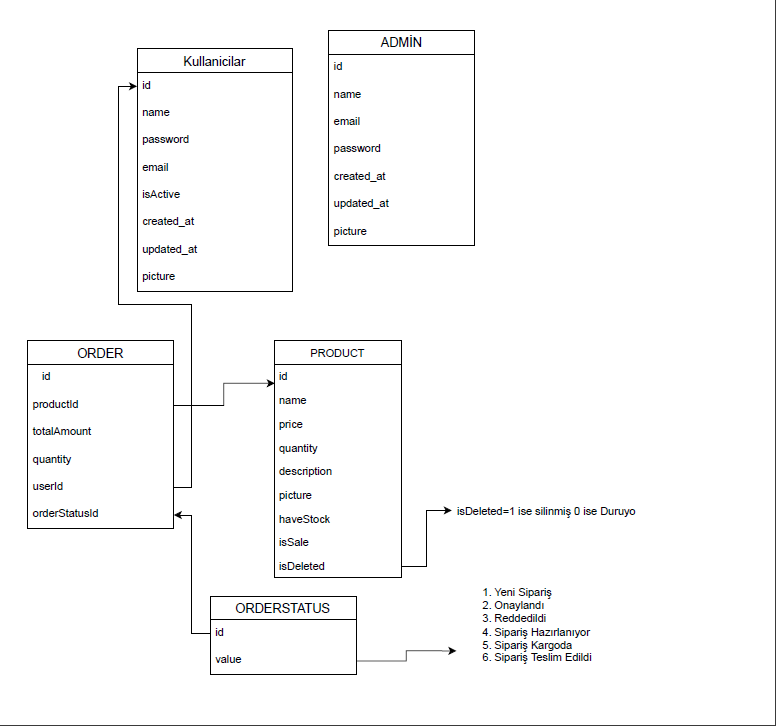 Kullanicilar
id
name
password
email
isActive
created_at
updated_at
picture
ADMİN
id
name
email
password
created_at
updated_at
picture
ORDER
id
productId
totalAmount
quantity
userId
orderStatusId
PRODUCT
id
name
price
quantity
description
picture
haveStock
isSale
isDeleted
isDeleted=1 ise silinmiş 0 ise Duruyo
ORDERSTATUS
id
value
1. Yeni Sipariş
2. Onaylandı
3. Reddedildi
4. Sipariş Hazırlanıyor
5. Sipariş Kargoda
6. Sipariş Teslim Edildi